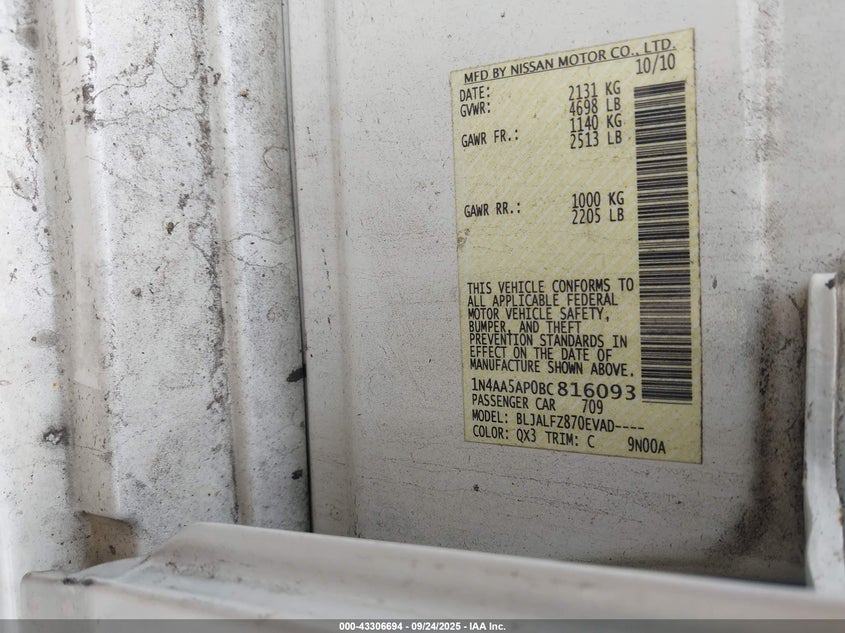 MFD BY NISSAN MOTOR CO., LTD.
DATE: 10/10
GVWR: 2131 KG
4698 LB
GAWR FR.: 1140 KG
2513 LB
GAWR RR.: 1000 KG
2205 LB
THIS VEHICLE CONFORMS TO
ALL APPLICABLE FEDERAL
MOTOR VEHICLE SAFETY,
BUMPER, AND THEFT
PREVENTION STANDARDS IN
EFFECT ON THE DATE OF
MANUFACTURE SHOWN ABOVE.
1N4AA5AP0BC816093
PASSENGER CAR 709
MODEL: BLJALFZ870EVAD----
COLOR: QX3 TRIM: C 9N00A
000-43306694 - 09/24/2025 - IAA Inc.